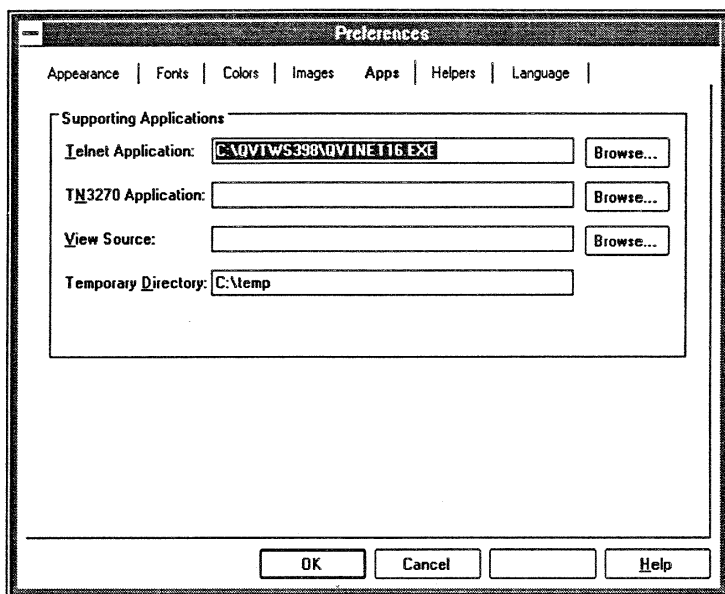 Preferences
Appearance | Fonts | Colors | Images | Apps | Helpers | Language |
Supporting Applications
Telnet Application: C:\QVTWS398\QVTNET16.EXE Browse...
TN3270 Application: Browse...
View Source: Browse...
Temporary Directory: C:\temp
OK Cancel Help